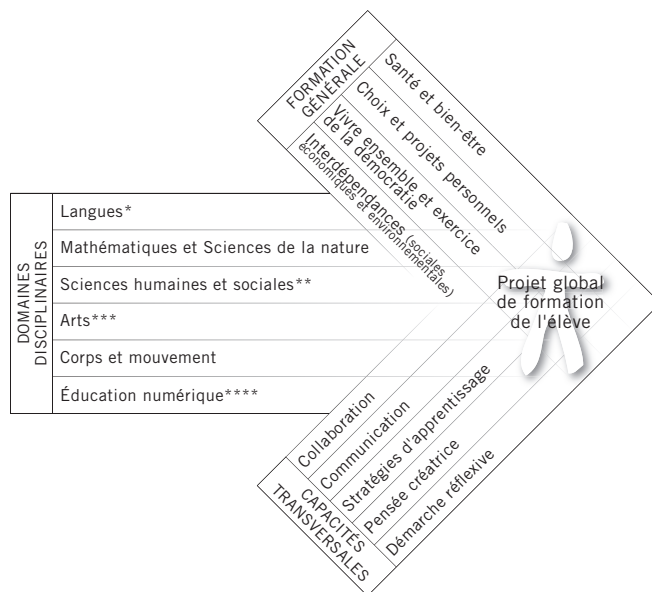 FORMATION
GÉNÉRALE
Santé et bien-être
Choix et projets personnels
Vivre ensemble et exercice
de la démocratie
Interdépendances (sociales
économiques et environnementales)
DOMAINES
DISCIPLINAIRES
Langues*
Mathématiques et Sciences de la nature
Sciences humaines et sociales**
Arts***
Corps et mouvement
Éducation numérique****
Projet global
de formation
de l'élève
Collaboration
Communication
Stratégies d'apprentissage
Pensée créatrice
Démarche réflexive
CAPACITÉS
TRANSVERSALES